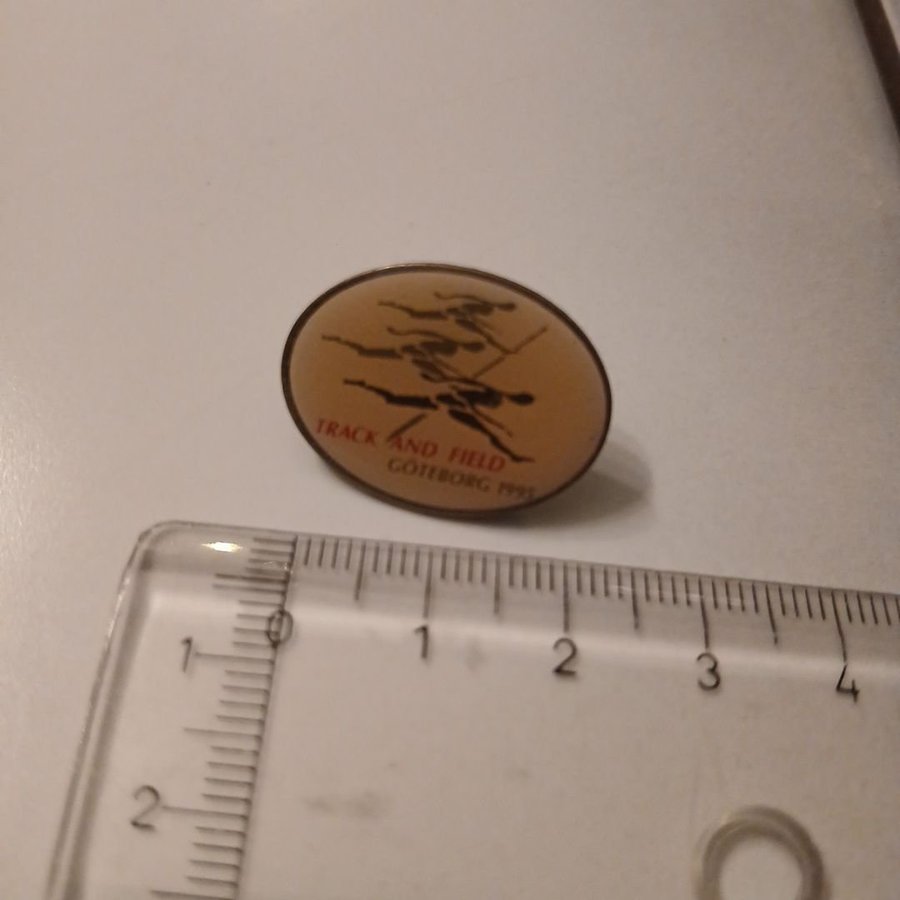 TRACK AND FIELD
GÖTEBORG 1995
0 1 2 3 4
1
2